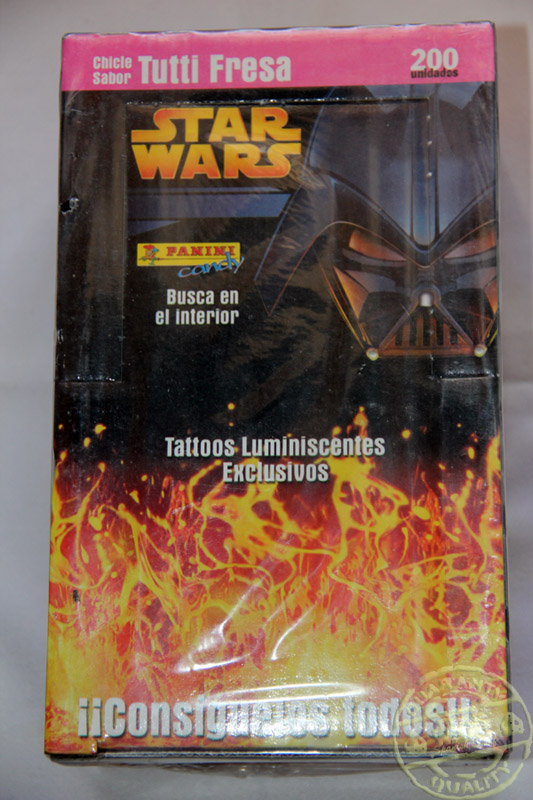 Chicle
Sabor Tutti Fresa
200
unidades
STAR
WARS
PANINI
candy
Busca en
el interior
Tattoos Luminiscentes
Exclusivos
¡¡Consíguelos todos!!
QUALITY